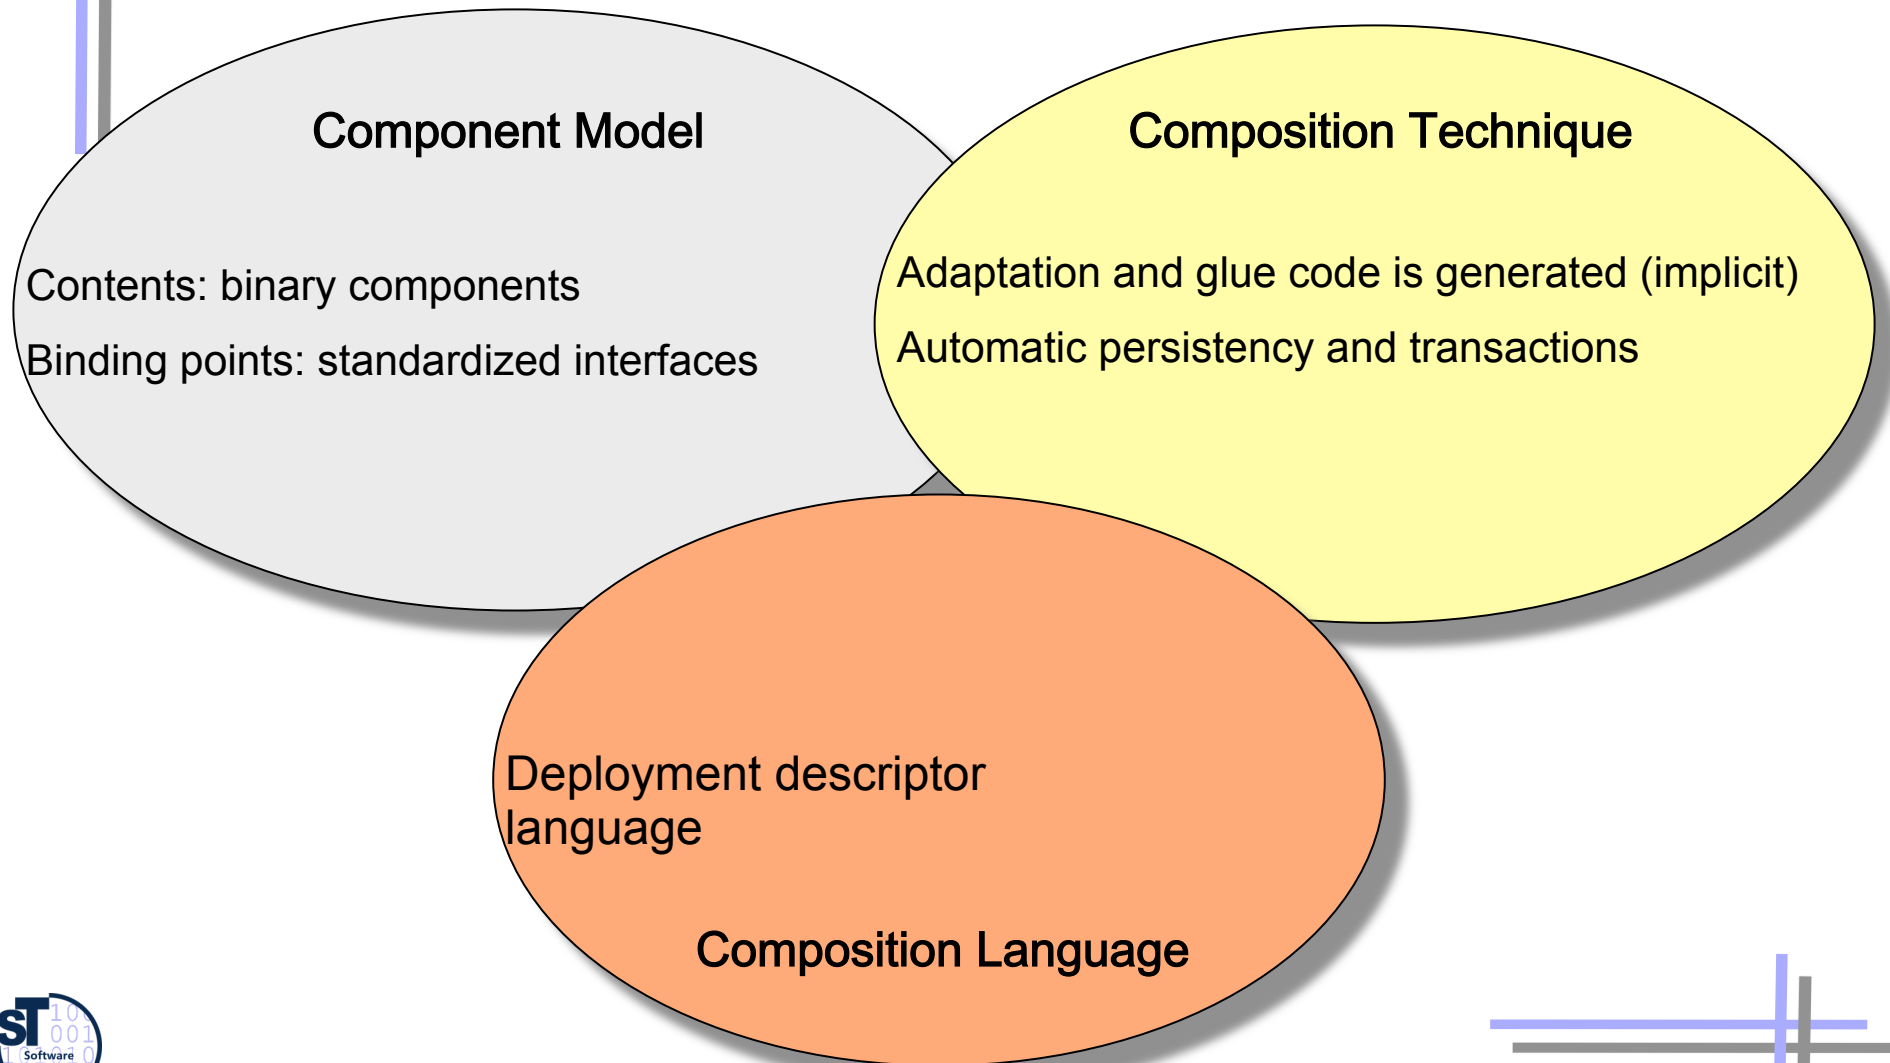 Component Model
Contents: binary components
Binding points: standardized interfaces
Composition Technique
Adaptation and glue code is generated (implicit)
Automatic persistency and transactions
Deployment descriptor
language
Composition Language
ST
Software